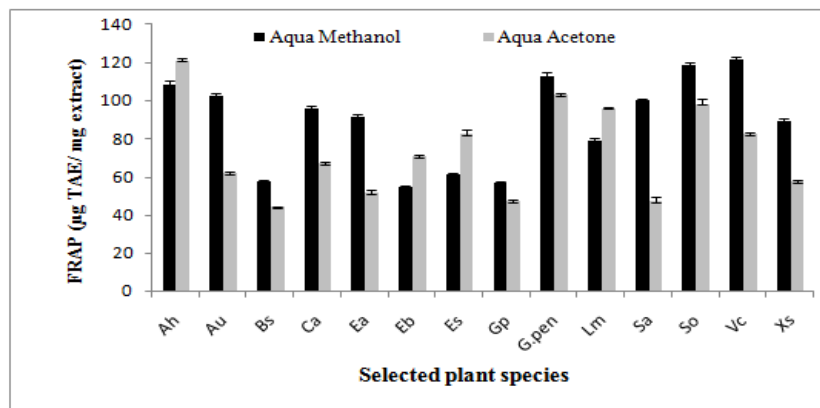 140
120
100
80
60
40
20
0
FRAP (µg TAE/ mg extract)
Aqua Methanol
Aqua Acetone
Ah
Au
Bs
Ca
Ea
Eb
Es
Gp
G.pen
Lm
Sa
So
Vc
Xs
Selected plant species